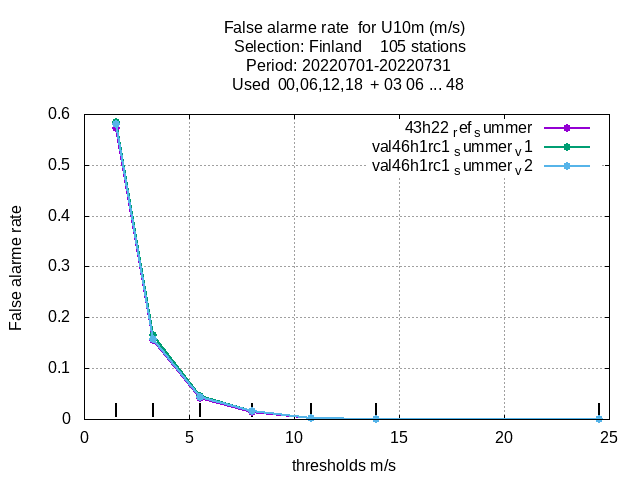 False alarme rate  for U10m (m/s)
Selection: Finland    105 stations
Period: 20220701-20220731
Used  00,06,12,18  + 03 06 ... 48
0.6
43h22 ref summer
val46h1rc1 summer v1
val46h1rc1 summer v2
0.5
0.4
0.3
0.2
0.1
0
False alarme rate
0 5 10 15 20 25
thresholds m/s